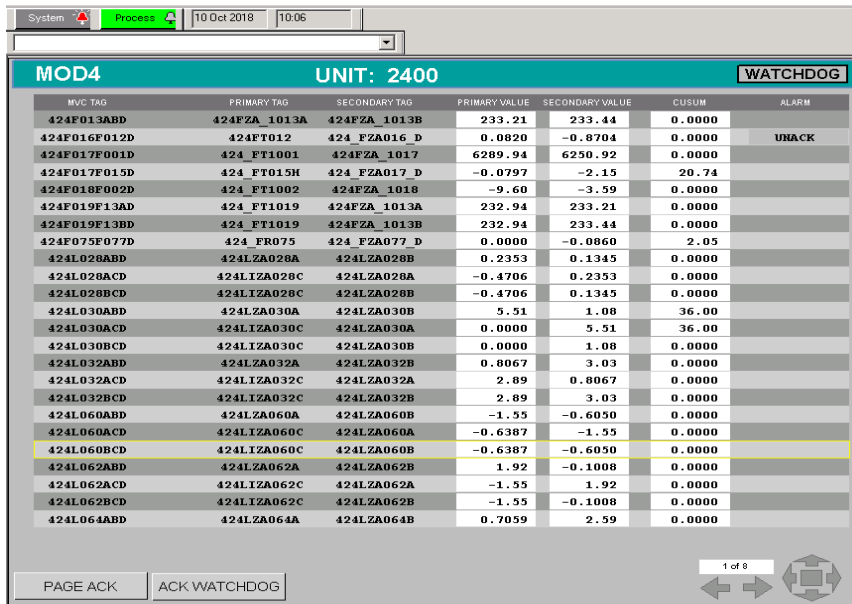 System Process 10 Oct 2018 10:06
MOD4 UNIT: 2400 WATCHDOG
MVC TAG PRIMARY TAG SECONDARY TAG PRIMARY VALUE SECONDARY VALUE CUSUM ALARM
424F013ABD 424FZA_1013A 424FZA_1013B 233.21 233.44 0.0000
424F016F012D 424FT012 424_FZA016_D 0.0820 -0.8704 0.0000 UNACK
424F017F001D 424_FT1001 424FZA_1017 6289.94 6250.92 0.0000
424F017F015D 424_FT015H 424_FZA017_D -0.0797 -2.15 20.74
424F018F002D 424_FT1002 424FZA_1018 -9.60 -3.59 0.0000
424F019F13AD 424_FT1019 424FZA_1013A 232.94 233.21 0.0000
424F019F13BD 424_FT1019 424FZA_1013B 232.94 233.44 0.0000
424F075F077D 424_FR075 424_FZA077_D 0.0000 -0.0860 2.05
424L028ABD 424LZA028A 424LZA028B 0.2353 0.1345 0.0000
424L028ACD 424LIZA028C 424LZA028A -0.4706 0.2353 0.0000
424L028BCD 424LIZA028C 424LZA028B -0.4706 0.1345 0.0000
424L030ABD 424LZA030A 424LZA030B 5.51 1.08 36.00
424L030ACD 424LIZA030C 424LZA030A 0.0000 5.51 36.00
424L030BCD 424LIZA030C 424LZA030B 0.0000 1.08 0.0000
424L032ABD 424LZA032A 424LZA032B 0.8067 3.03 0.0000
424L032ACD 424LIZA032C 424LZA032A 2.89 0.8067 0.0000
424L032BCD 424LIZA032C 424LZA032B 2.89 3.03 0.0000
424L060ABD 424LZA060A 424LZA060B -1.55 -0.6050 0.0000
424L060ACD 424LIZA060C 424LZA060A -0.6387 -1.55 0.0000
424L060BCD 424LIZA060C 424LZA060B -0.6387 -0.6050 0.0000
424L062ABD 424LZA062A 424LZA062B 1.92 -0.1008 0.0000
424L062ACD 424LIZA062C 424LZA062A -1.55 1.92 0.0000
424L062BCD 424LIZA062C 424LZA062B -1.55 -0.1008 0.0000
424L064ABD 424LZA064A 424LZA064B 0.7059 2.59 0.0000
1 of 8
PAGE ACK ACK WATCHDOG